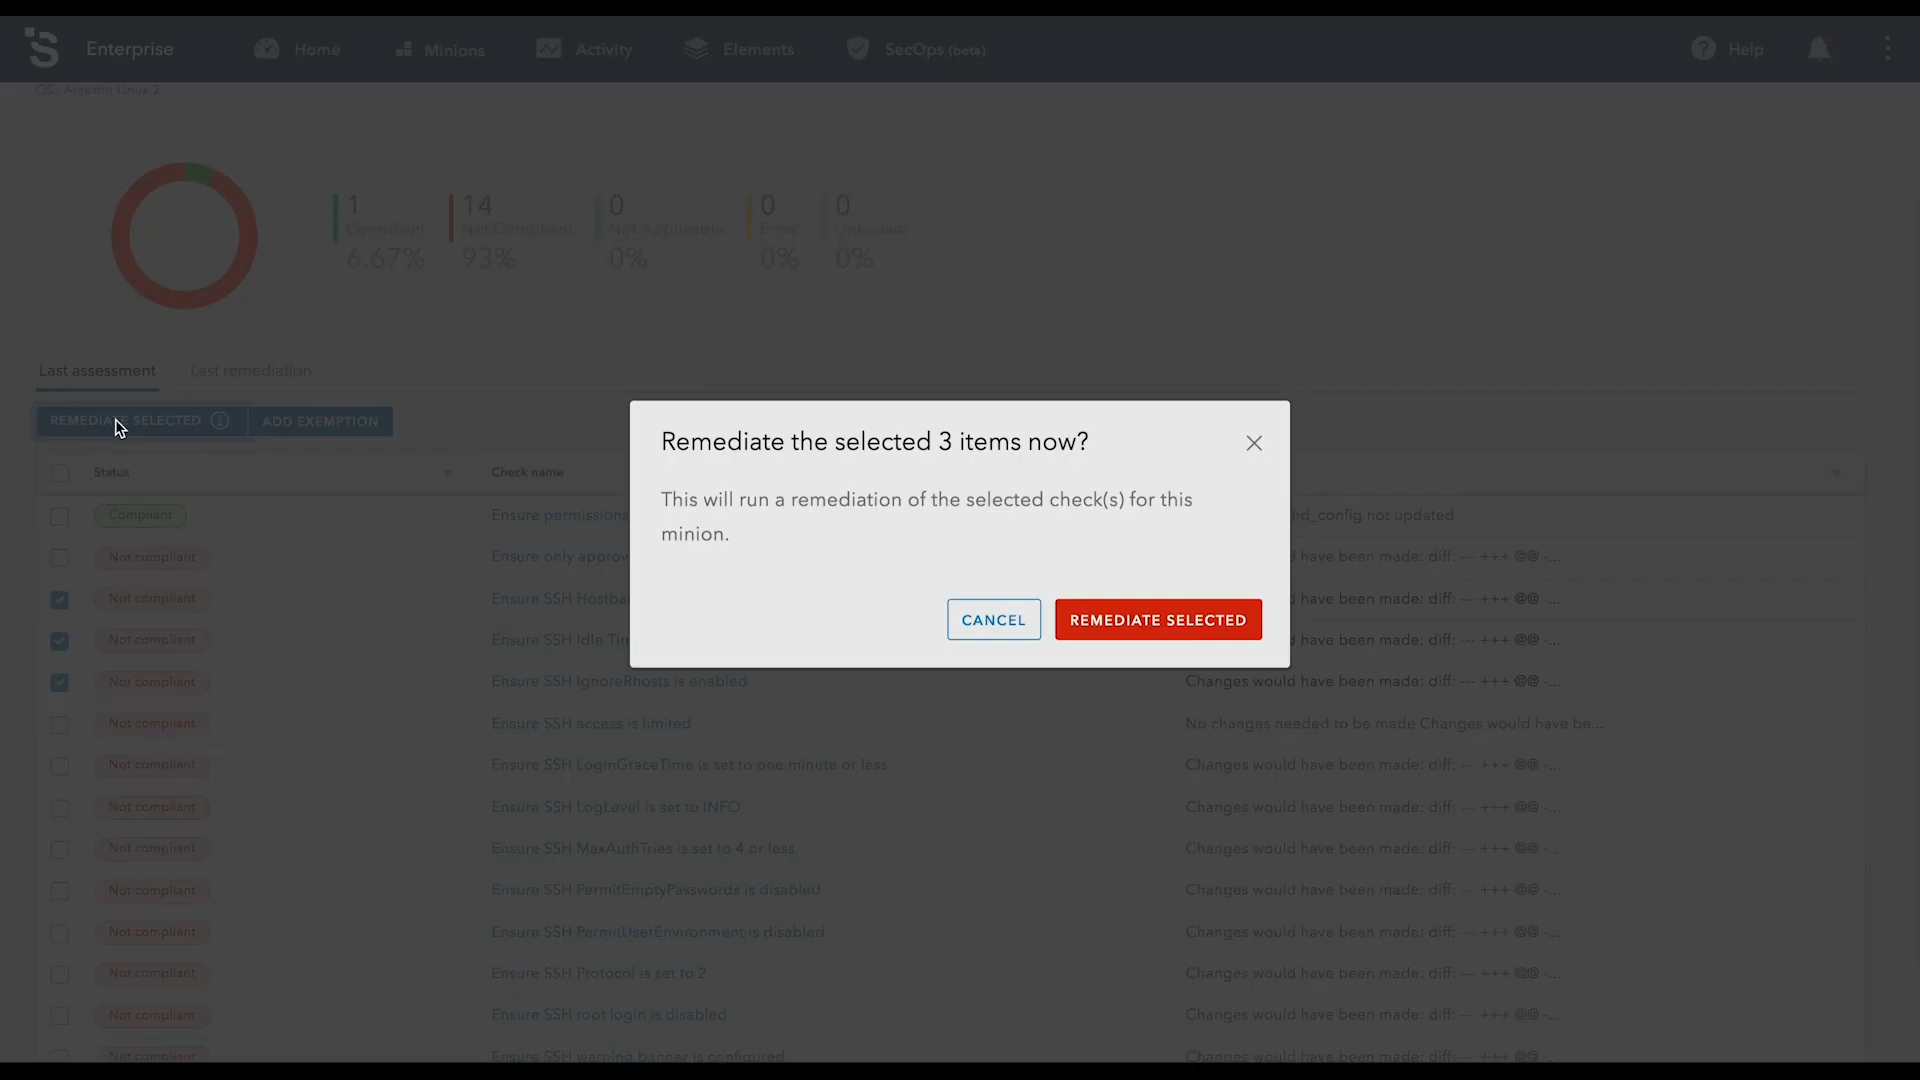 Enterprise
Home
Minions
Activity
Elements
SecOps (beta)
Help
OS: Amazon Linux 2
1
Compliant
6.67%
14
Not Compliant
93%
0
Not Applicable
0%
0
Error
0%
0
Unknown
0%
Last assessment
Last remediation
REMEDIATE SELECTED
ADD EXEMPTION
Remediate the selected 3 items now?
This will run a remediation of the selected check(s) for this
minion.
CANCEL
REMEDIATE SELECTED
Status
Check name
Compliant
Ensure permissions
d_config not updated
Not compliant
Ensure only
have been made: diff: --- +++ @@ -...
Not compliant
Ensure SSH
have been made: diff: --- +++ @@ -...
Not compliant
Ensure SSH Idle
have been made: diff: --- +++ @@ -...
Not compliant
Ensure SSH IgnoreRhosts is enabled
Changes would have been made: diff: --- +++ @@ -...
Not compliant
Ensure SSH access is limited
No changes needed to be made Changes would have be...
Not compliant
Ensure SSH LoginGraceTime is set to one minute or less
Changes would have been made: diff: --- +++ @@ -...
Not compliant
Ensure SSH LogLevel is set to INFO
Changes would have been made: diff: --- +++ @@ -...
Not compliant
Ensure SSH MaxAuthTries is set to 4 or less
Changes would have been made: diff: --- +++ @@ -...
Not compliant
Ensure SSH PermitEmptyPasswords is disabled
Changes would have been made: diff: --- +++ @@ -...
Not compliant
Ensure SSH PermitUserEnvironment is disabled
Changes would have been made: diff: --- +++ @@ -...
Not compliant
Ensure SSH Protocol is set to 2
Changes would have been made: diff: --- +++ @@ -...
Not compliant
Ensure SSH root login is disabled
Changes would have been made: diff: --- +++ @@ -...
Not compliant
Ensure SSH warning banner is configured
Changes would have been made: diff: --- +++ @@ -...